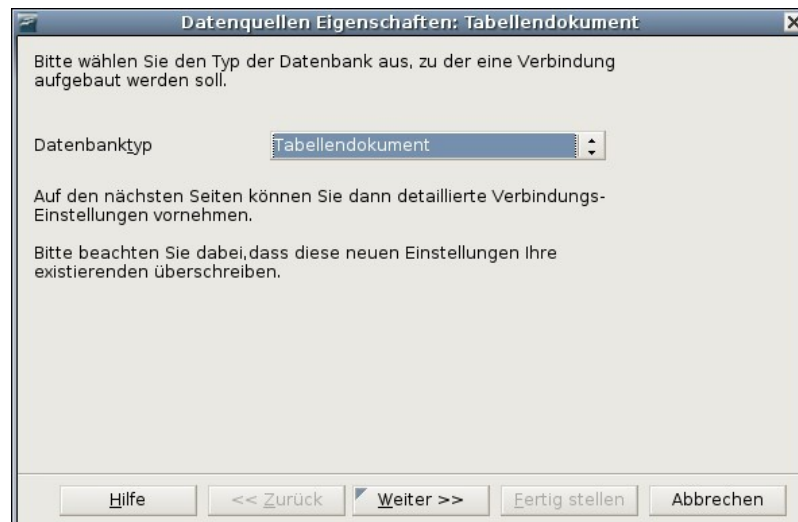 Datenquellen Eigenschaften: Tabellendokument
Bitte wählen Sie den Typ der Datenbank aus, zu der eine Verbindung
aufgebaut werden soll.
Datenbanktyp
Tabellendokument
Auf den nächsten Seiten können Sie dann detaillierte Verbindungs-
Einstellungen vornehmen.
Bitte beachten Sie dabei,dass diese neuen Einstellungen Ihre
existierenden überschreiben.
Hilfe
<< Zurück
Weiter >>
Fertig stellen
Abbrechen